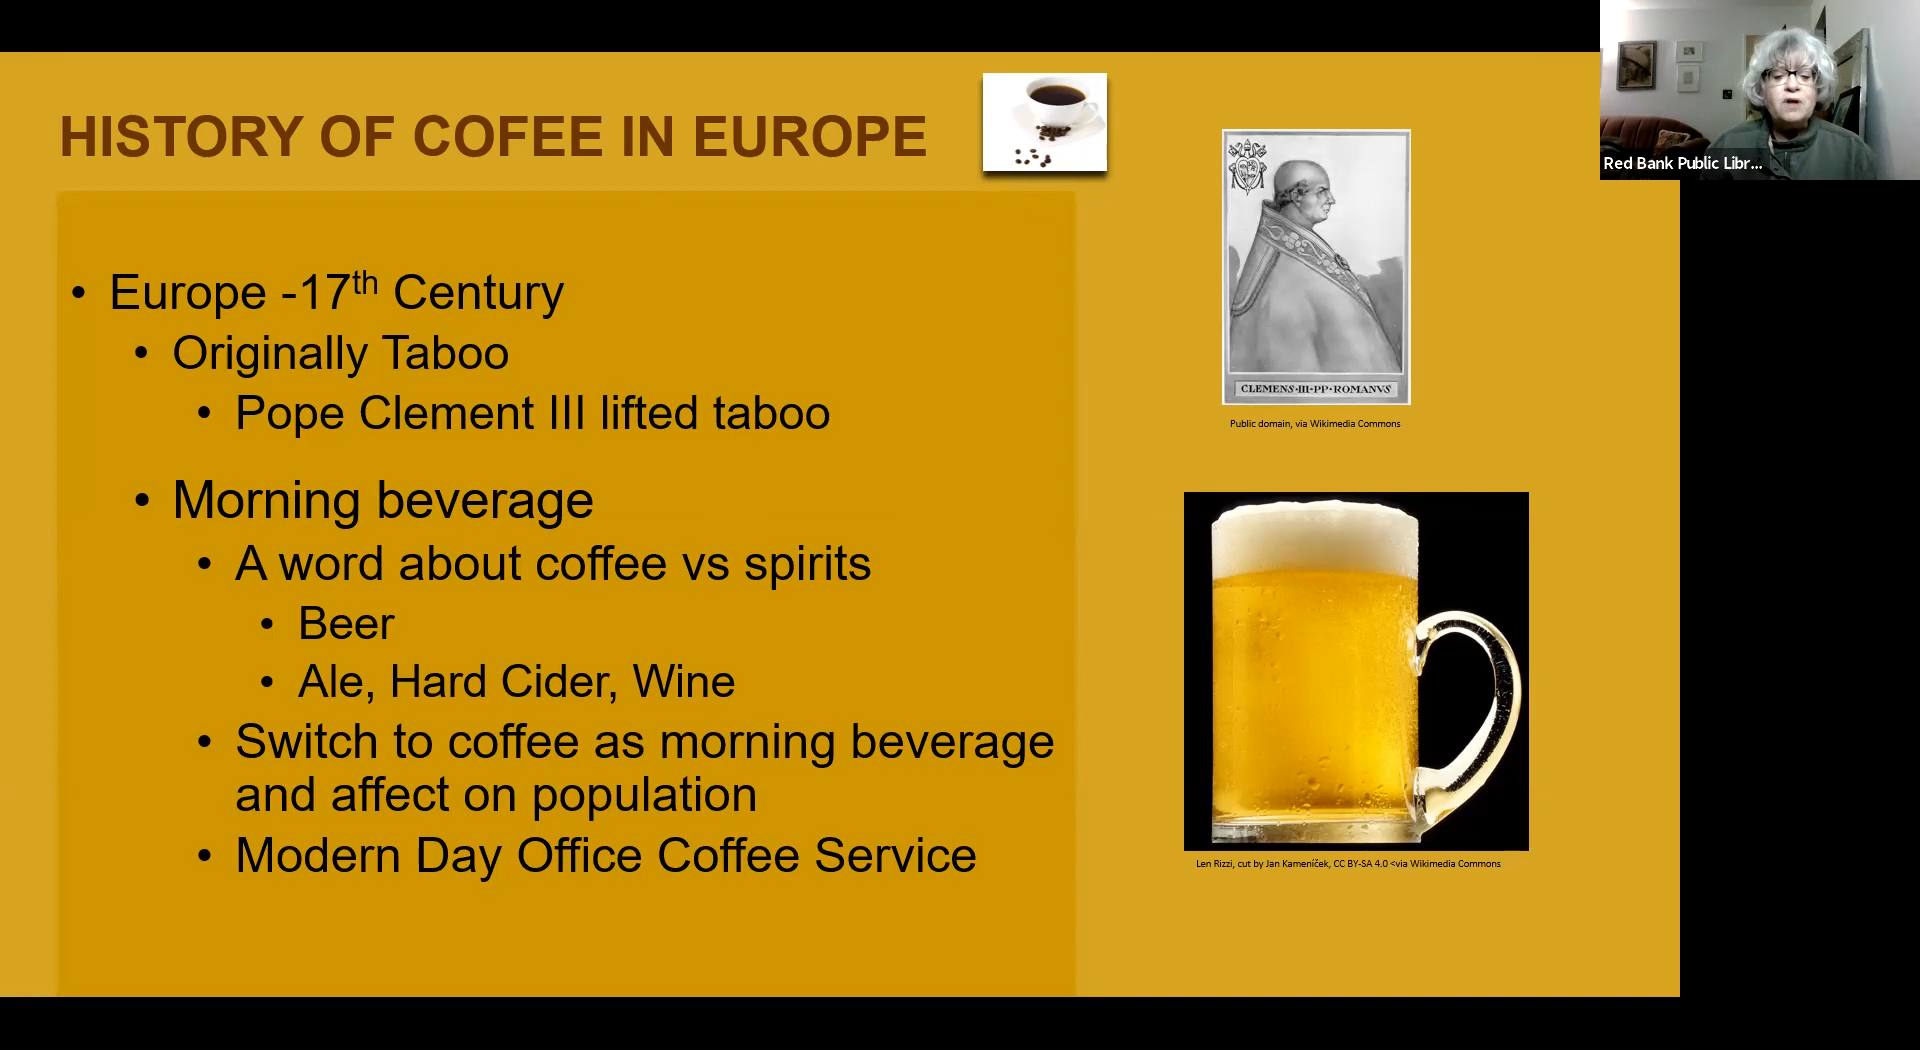 HISTORY OF COFEE IN EUROPE
• Europe -17th Century
• Originally Taboo
• Pope Clement III lifted taboo
• Morning beverage
• A word about coffee vs spirits
• Beer
• Ale, Hard Cider, Wine
• Switch to coffee as morning beverage
and affect on population
• Modern Day Office Coffee Service
CLEMENS·III·PP·ROMANVS
Public domain, via Wikimedia Commons
Len Rizzi, cut by Jan Kameníček, CC BY-SA 4.0 <via Wikimedia Commons
Red Bank Public Libr...